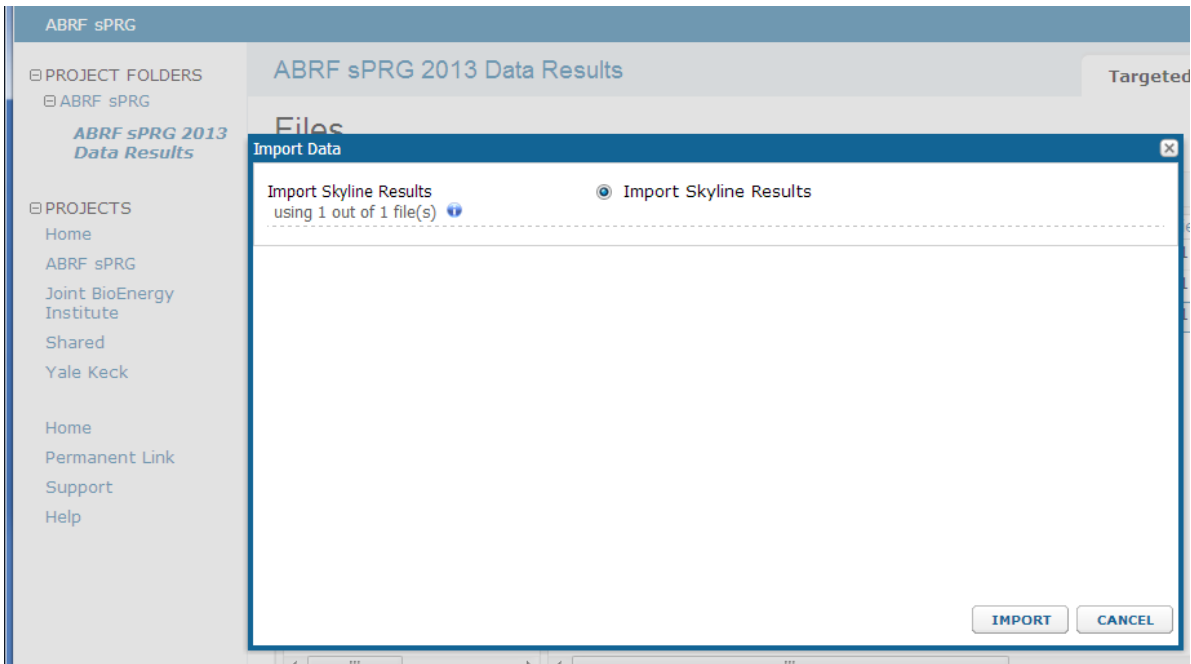 ABRF sPRG
PROJECT FOLDERS
ABRF sPRG
ABRF sPRG 2013
Data Results
PROJECTS
Home
ABRF sPRG
Joint BioEnergy
Institute
Shared
Yale Keck
Home
Permanent Link
Support
Help
ABRF sPRG 2013 Data Results
Targeted
Files
Import Data
Import Skyline Results
using 1 out of 1 file(s)
Import Skyline Results
IMPORT
CANCEL